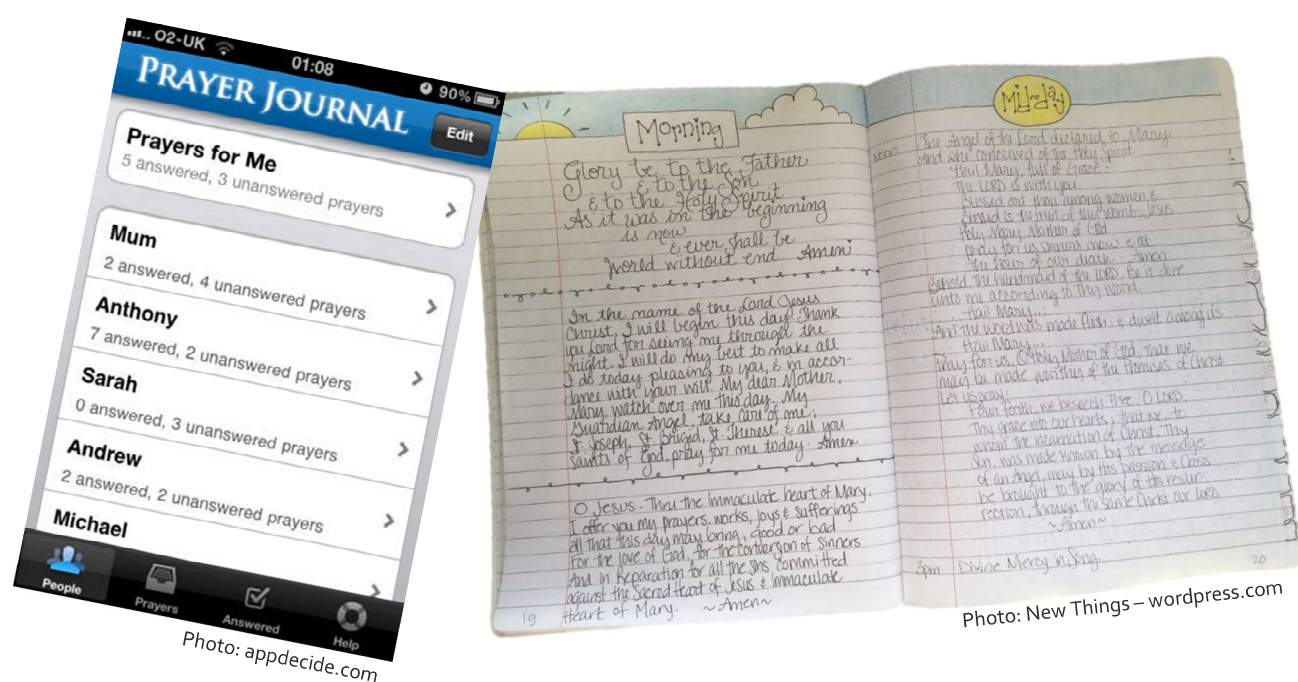 O2-UK
01:08
90%
PRAYER JOURNAL
Edit
Prayers for Me
5 answered, 3 unanswered prayers
Mum
2 answered, 4 unanswered prayers
Anthony
7 answered, 2 unanswered prayers
Sarah
0 answered, 3 unanswered prayers
Andrew
2 answered, 2 unanswered prayers
Michael
People
Prayers
Answered
Help
Photo: appdecide.com
Morning
Glory be to the Father
& to the Son
& to the Holy Spirit
As it was in the beginning
is now
& ever shall be
World without end. Amen
In the name of the Lord Jesus
Christ, I will begin this day. Thank
you Lord for seeing me through the
night. I will do my best to make all
I do today pleasing to you, & in accor-
dance with your will. My dear Mother,
Mary, watch over me this day. My
Guardian Angel, take care of me;
St Joseph, St Brigid, St Therese & all you
Saints of God, pray for me today. Amen
O Jesus - Thru the Immaculate heart of Mary,
I offer you my prayers, works, joys & sufferings
all that this day may bring, good or bad
for the love of God, for the conversion of Sinners
And in Reparation for all the sins committed
against the Sacred Heart of Jesus & Immaculate
Heart of Mary. ~Amen~
19
Mid-day
Noon
The Angel of the Lord declared to Mary:
And she conceived of the Holy Spirit
Hail Mary, full of Grace -
The LORD is with you
Blessed art thou among women &
Blessed is the fruit of thy womb, Jesus
Holy Mary, Mother of God
pray for us sinners now & at
the hour of our death. Amen
Behold the handmaid of the LORD. Be it done
unto me according to Thy Word.
Hail Mary...
And the Word was made flesh & dwelt among us
Hail Mary...
Pray for us, O Holy Mother of God, that we
may be made worthy of the Promises of Christ
Let us pray:
Pour forth, we beseech Thee, O LORD,
Thy grace into our hearts, that we, to
whom the incarnation of Christ, Thy
Son, was made known by the message
of an Angel, may by His passion & Cross
be brought to the glory of His resur-
rection, through the same Christ our LORD
~Amen~
3pm
Divine Mercy in Song.
20
Photo: New Things – wordpress.com